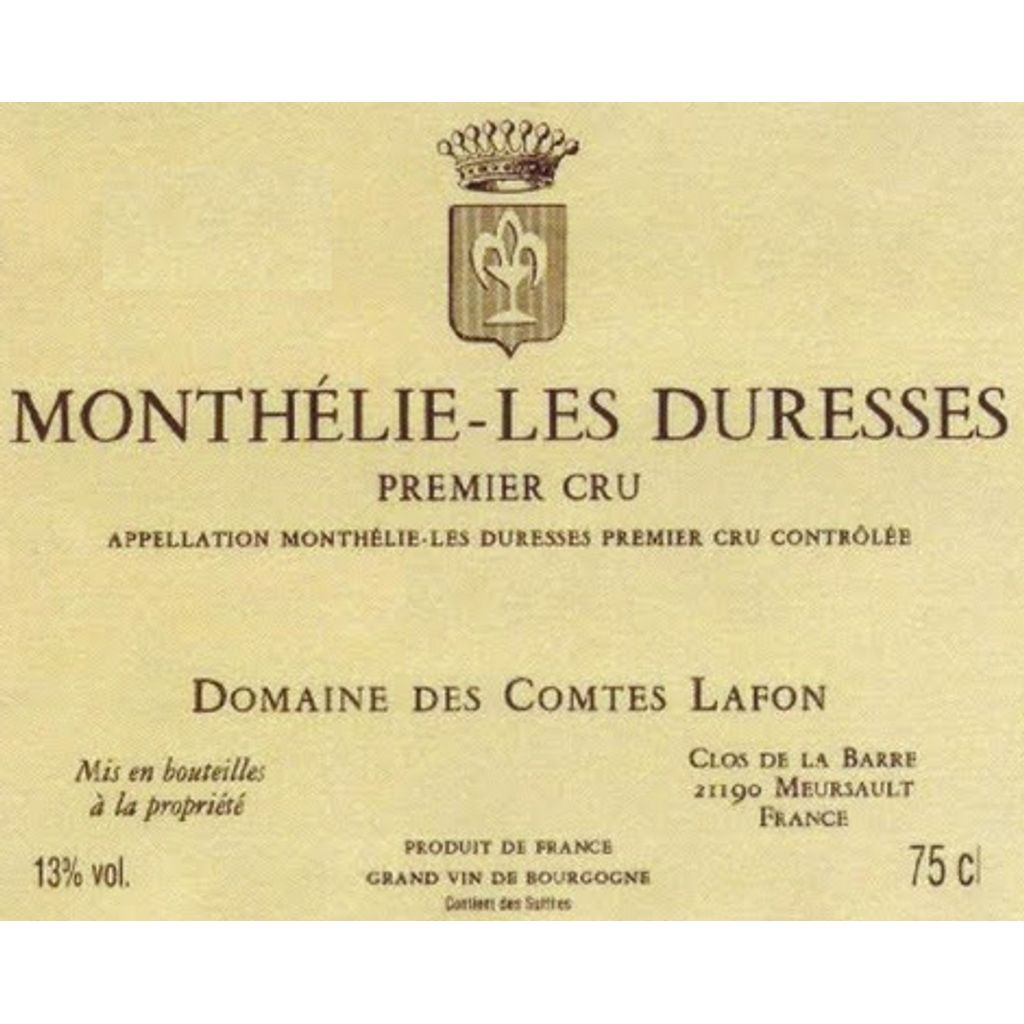 MONTHÉLIE-LES DURESSES
PREMIER CRU
APPELLATION MONTHÉLIE-LES DURESSES PREMIER CRU CONTRÔLÉE
DOMAINE DES COMTES LAFON
Mis en bouteilles
à la propriété
CLOS DE LA BARRE
21190 MEURSAULT
FRANCE
13% vol.
PRODUIT DE FRANCE
GRAND VIN DE BOURGOGNE
Contient des Sulfites
75 cl